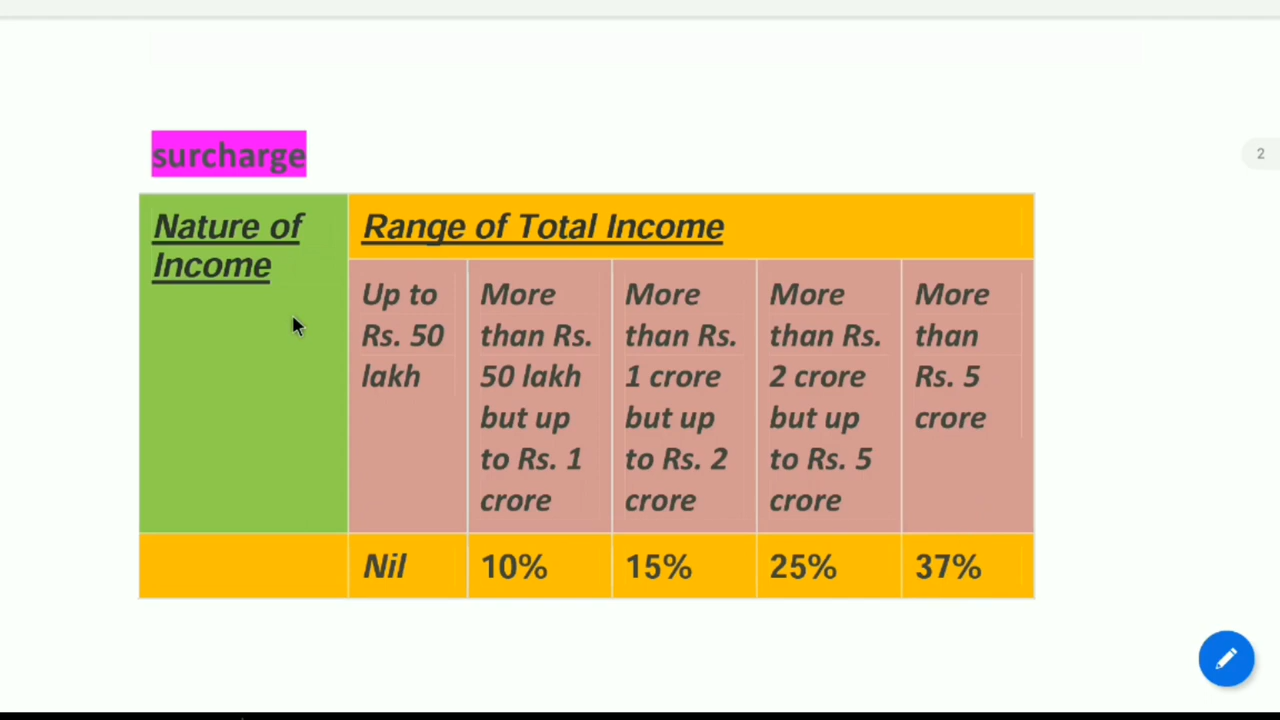 surcharge
2
Nature of
Income
Range of Total Income
Up to
Rs. 50
lakh
More
than Rs.
50 lakh
but up
to Rs. 1
crore
More
than Rs.
1 crore
but up
to Rs. 2
crore
More
than Rs.
2 crore
but up
to Rs. 5
crore
More
than
Rs. 5
crore
Nil
10%
15%
25%
37%